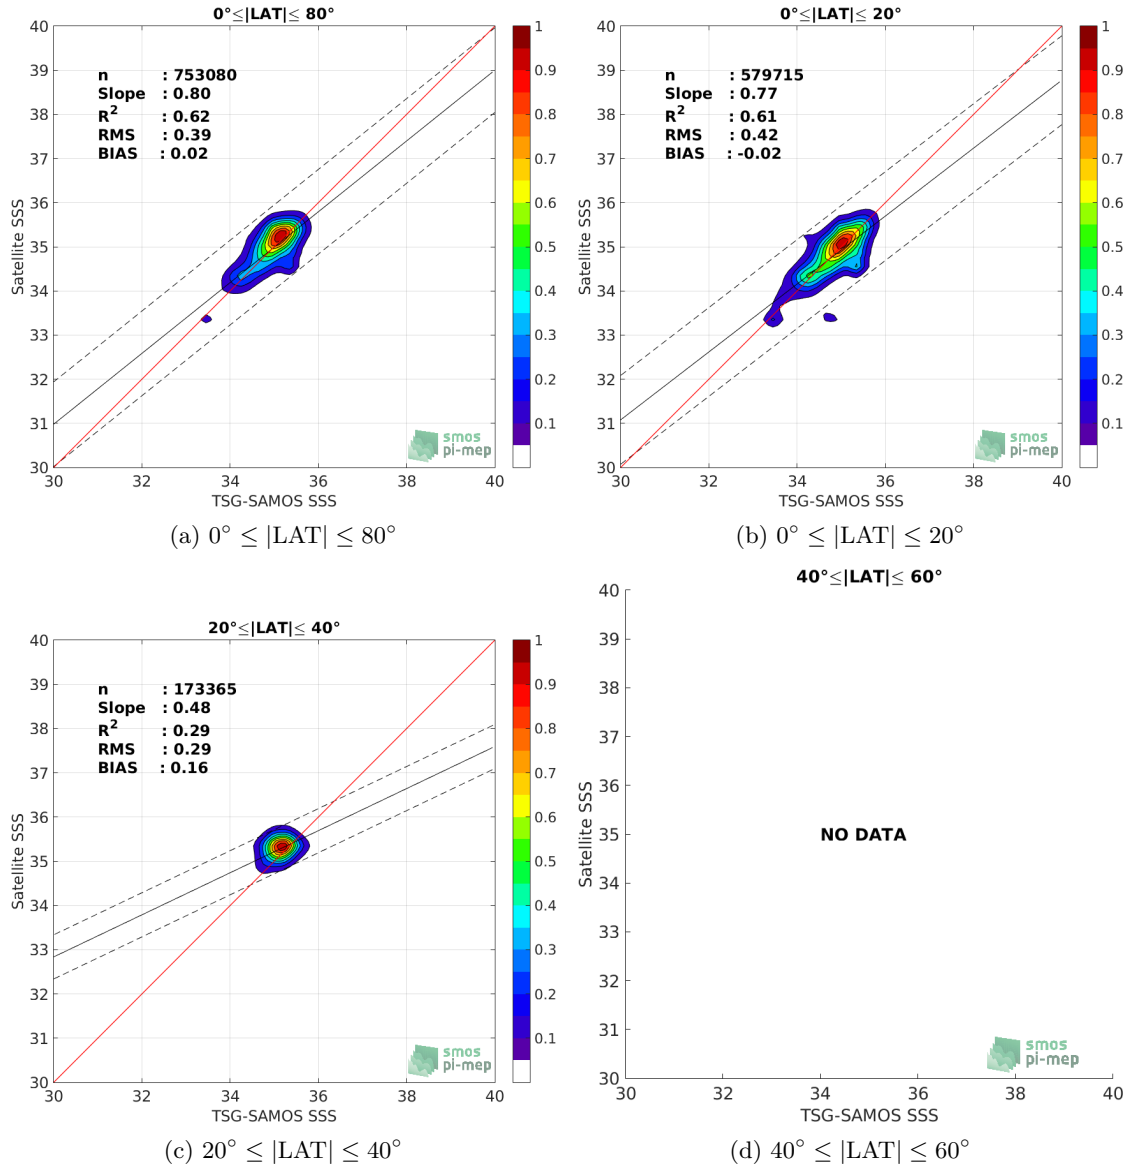 0°≤|LAT|≤ 80°
n : 753080
Slope : 0.80
R² : 0.62
RMS : 0.39
BIAS : 0.02
40
39
38
37
36
35
34
33
32
31
30
Satellite SSS
30 32 34 36 38 40
TSG-SAMOS SSS
smos
pi-mep
1
0.9
0.8
0.7
0.6
0.5
0.4
0.3
0.2
0.1
(a) 0° ≤ |LAT| ≤ 80°
0°≤|LAT|≤ 20°
n : 579715
Slope : 0.77
R² : 0.61
RMS : 0.42
BIAS : -0.02
40
39
38
37
36
35
34
33
32
31
30
Satellite SSS
30 32 34 36 38 40
TSG-SAMOS SSS
smos
pi-mep
1
0.9
0.8
0.7
0.6
0.5
0.4
0.3
0.2
0.1
(b) 0° ≤ |LAT| ≤ 20°
20°≤|LAT|≤ 40°
n : 173365
Slope : 0.48
R² : 0.29
RMS : 0.29
BIAS : 0.16
40
39
38
37
36
35
34
33
32
31
30
Satellite SSS
30 32 34 36 38 40
TSG-SAMOS SSS
smos
pi-mep
1
0.9
0.8
0.7
0.6
0.5
0.4
0.3
0.2
0.1
(c) 20° ≤ |LAT| ≤ 40°
40°≤|LAT|≤ 60°
40
39
38
37
36
35
34
33
32
31
30
Satellite SSS
NO DATA
30 32 34 36 38 40
TSG-SAMOS SSS
smos
pi-mep
(d) 40° ≤ |LAT| ≤ 60°